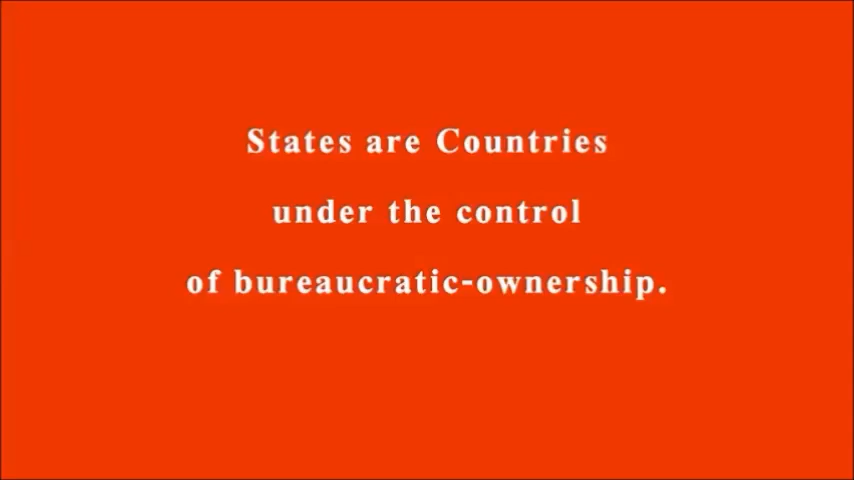 States are Countries
under the control
of bureaucratic-ownership.